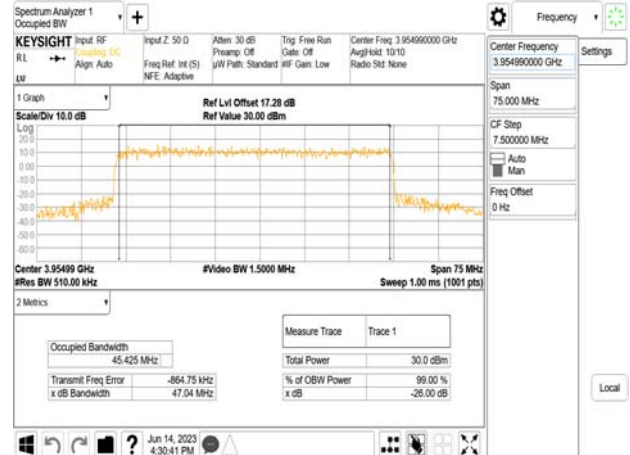 Spectrum Analyzer 1
Occupied BW
Frequency
KEYSIGHT
Input: RF
Coupling: DC
Align: Auto
Input Z: 50 Ω
Freq Ref: Int (S)
NFE: Adaptive
Atten: 30 dB
Preamp: Off
µW Path: Standard
Trig: Free Run
Gate: Off
#IF Gain: Low
Center Freq: 3.954990000 GHz
Avg|Hold: 10/10
Radio Std: None
RL
Center Frequency
3.954990000 GHz
Settings
Span
75.000 MHz
CF Step
7.500000 MHz
Auto
Man
Freq Offset
0 Hz
Local
1 Graph
Scale/Div 10.0 dB
Ref Lvl Offset 17.28 dB
Ref Value 30.00 dBm
Log
20.0
10.0
0.00
-10.0
-20.0
-30.0
-40.0
-50.0
-60.0
Center 3.95499 GHz
#Video BW 1.5000 MHz
Span 75 MHz
#Res BW 510.00 kHz
Sweep 1.00 ms (1001 pts)
2 Metrics
Measure Trace
Trace 1
Occupied Bandwidth
45.425 MHz
Total Power
30.0 dBm
Transmit Freq Error
-864.75 kHz
% of OBW Power
99.00 %
x dB Bandwidth
47.04 MHz
x dB
-26.00 dB
?
Jun 14, 2023
4:30:41 PM